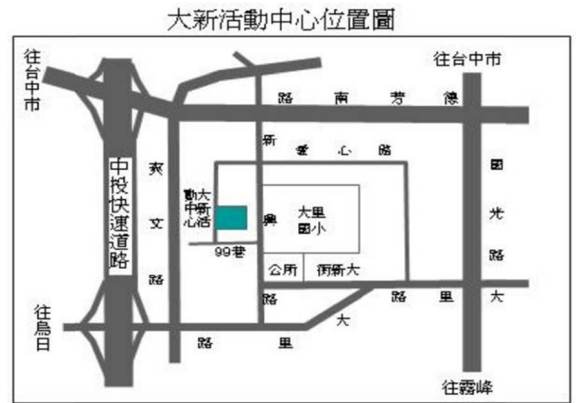 大新活動中心位置圖
往台中市
往台中市
德芳南路
新興路
愛心路
國光路
中投快速道路
爽文路
大新活動中心
大里國小
99巷
公所
大新街
大里路
大里路
往烏日
往霧峰